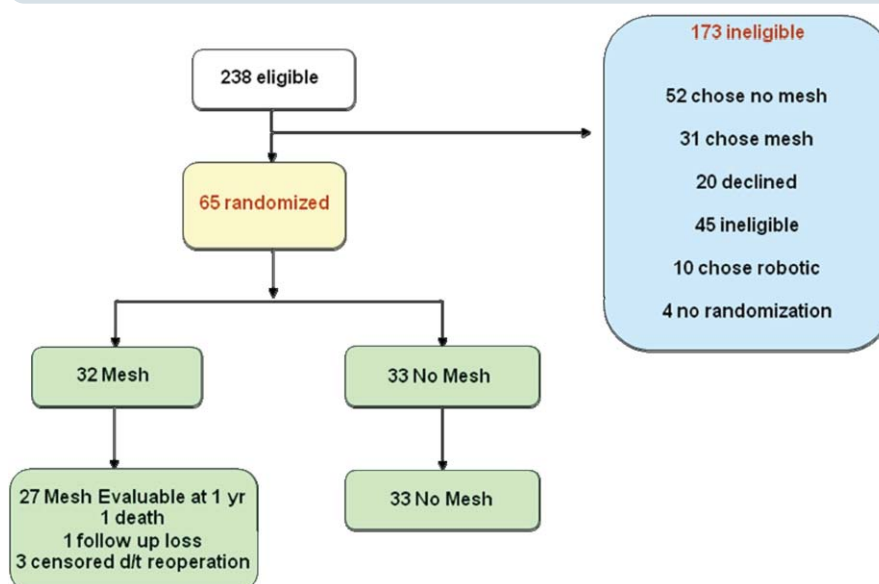 238 eligible
173 ineligible
52 chose no mesh
31 chose mesh
20 declined
45 ineligible
10 chose robotic
4 no randomization
65 randomized
32 Mesh
33 No Mesh
27 Mesh Evaluable at 1 yr
1 death
1 follow up loss
3 censored d/t reoperation
33 No Mesh